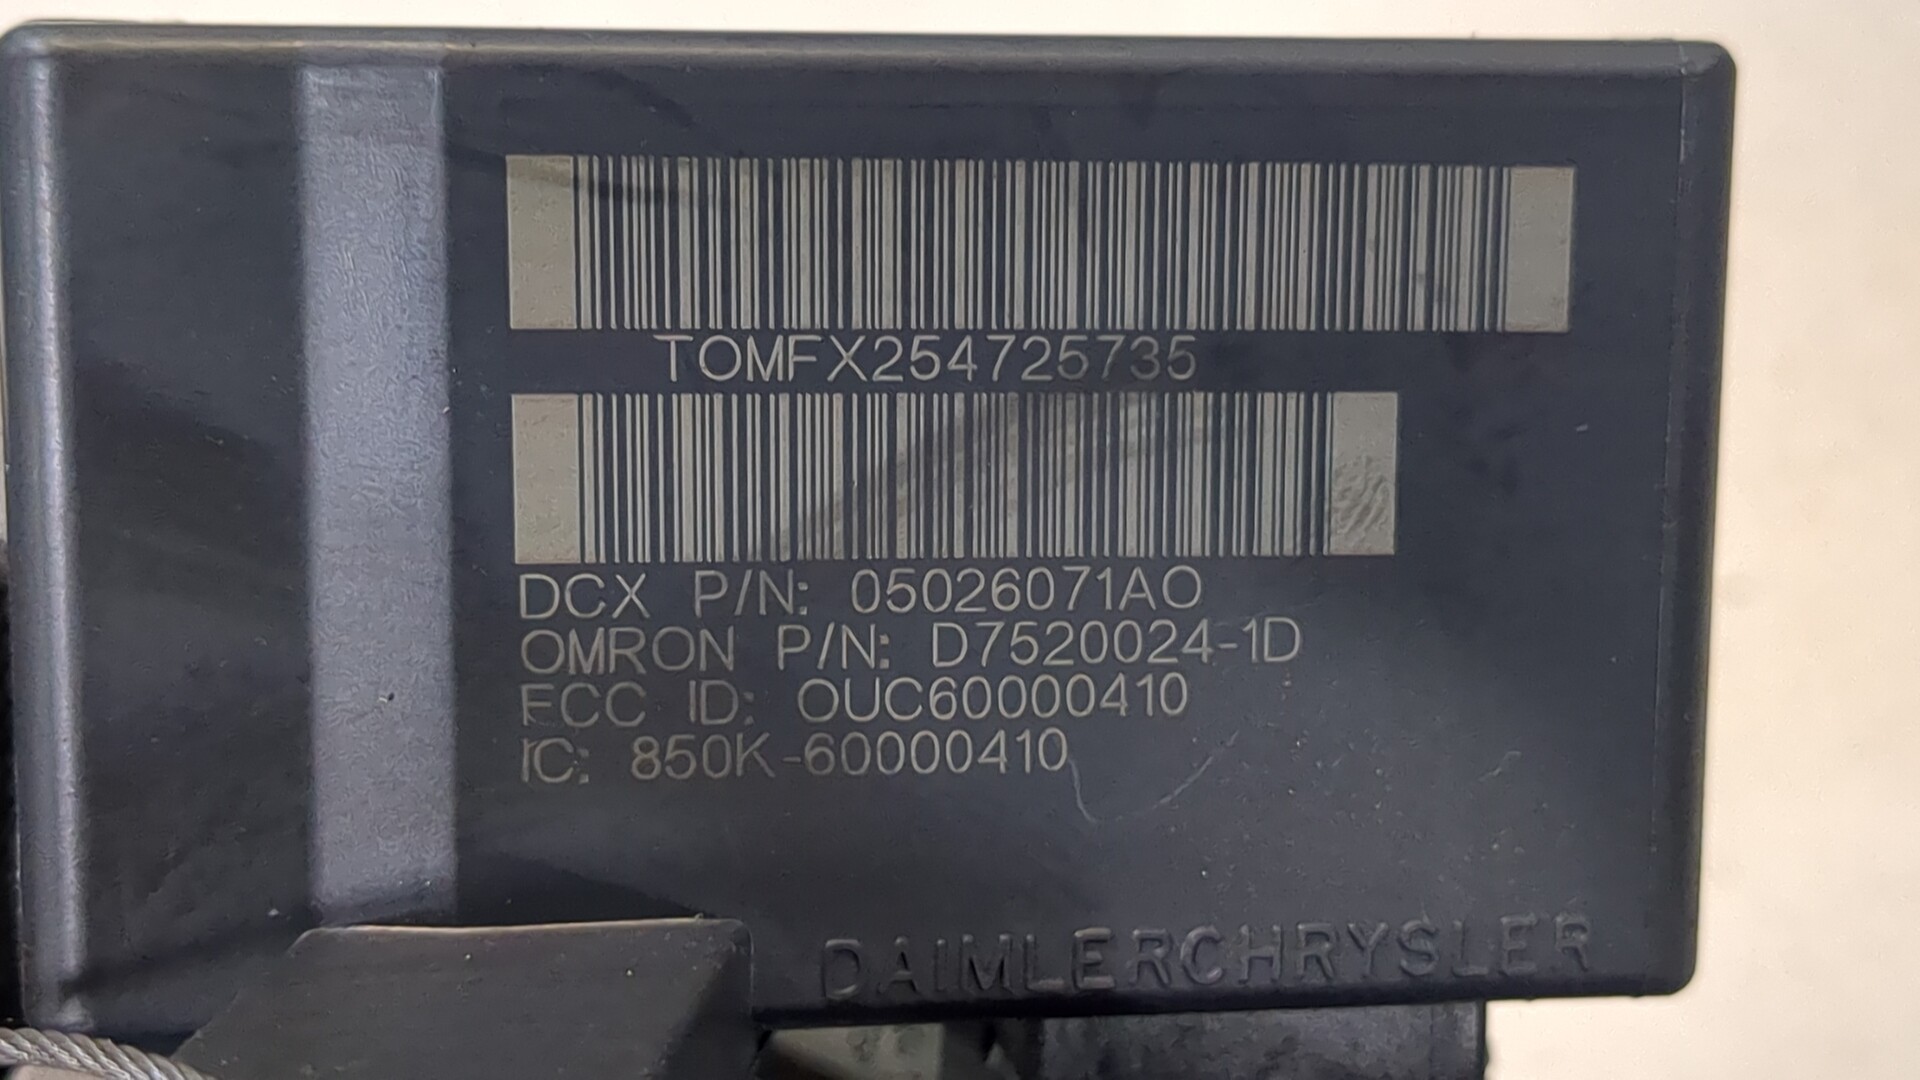 TOMFX254725735
DCX P/N: 05026071AO
OMRON P/N: D7520024-1D
FCC ID: OUC60000410
IC: 850K-60000410
DAIMLERCHRYSLER